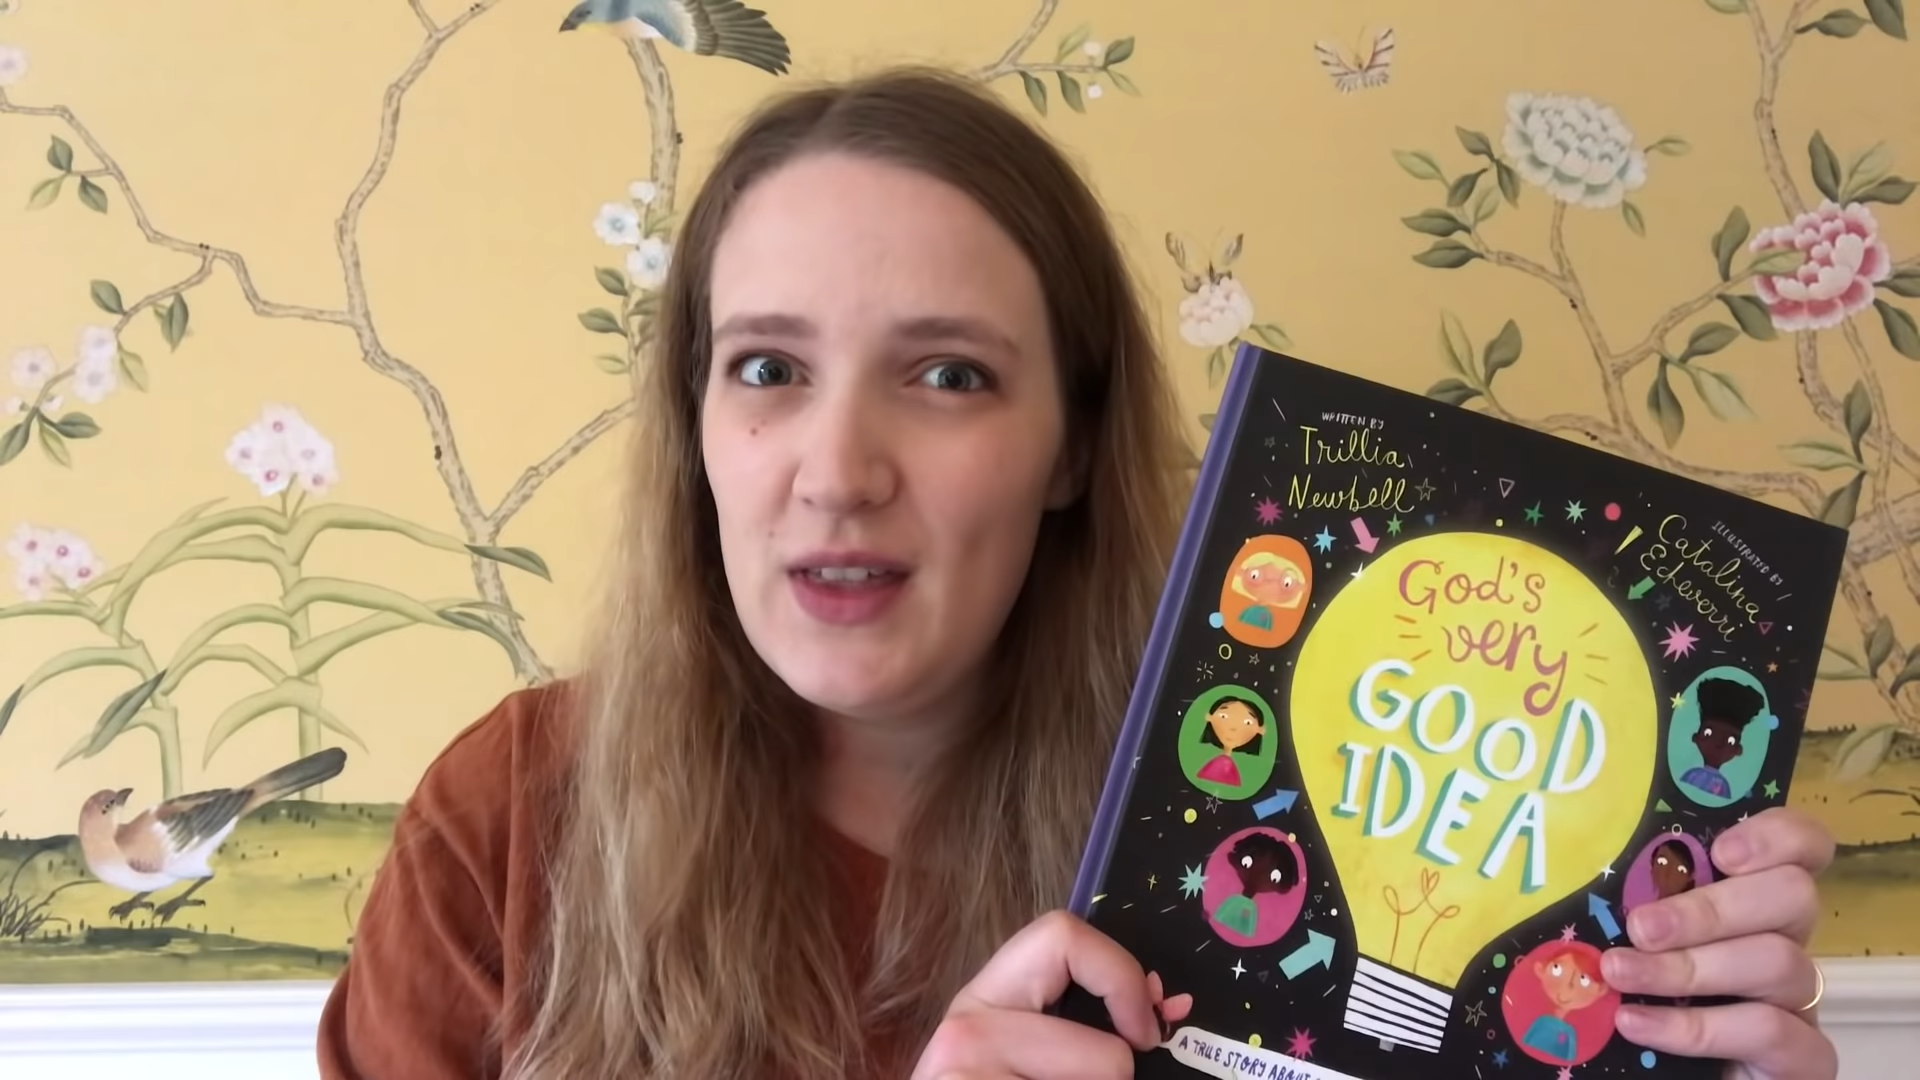 WRITTEN BY
Trillia
Newbell
ILLUSTRATED BY
Catalina
Echeverri
God's
very
GOOD
IDEA
A TRUE STORY ABOUT